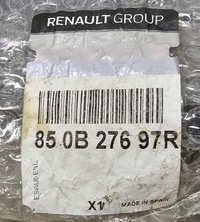 RENAULT GROUP
85.0B 276 97R
X1
MADE IN SPAIN